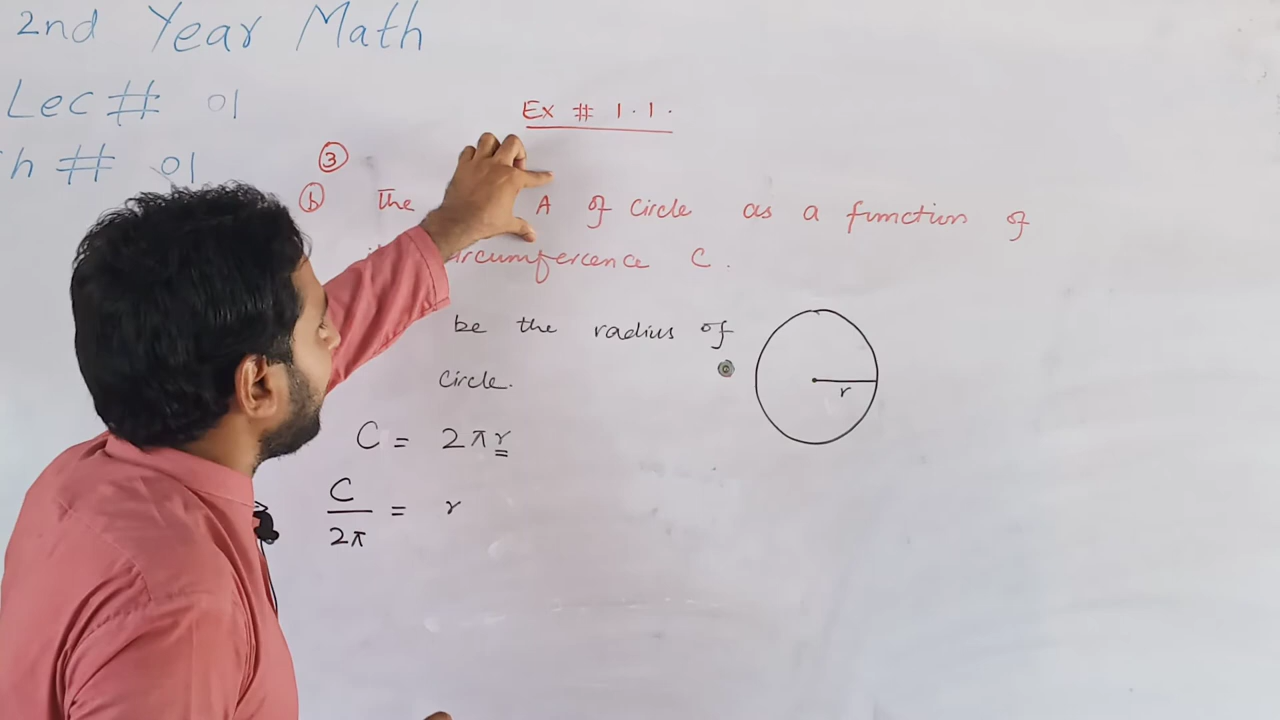 2nd Year Math
Lec # 01
Ex # 1.1.
h # 01
③
ⓑ The A of Circle as a function of
circumference C.
be the radius of
Circle.
r
C = 2πr
C/2π = r